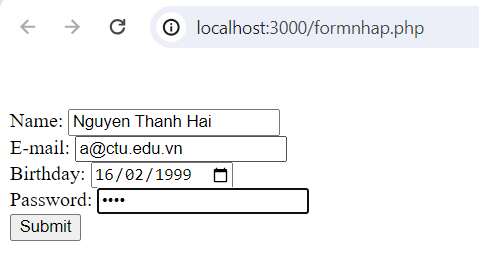 localhost:3000/formnhap.php
Name: Nguyen Thanh Hai
E-mail: a@ctu.edu.vn
Birthday: 16/02/1999
Password: ••••
Submit